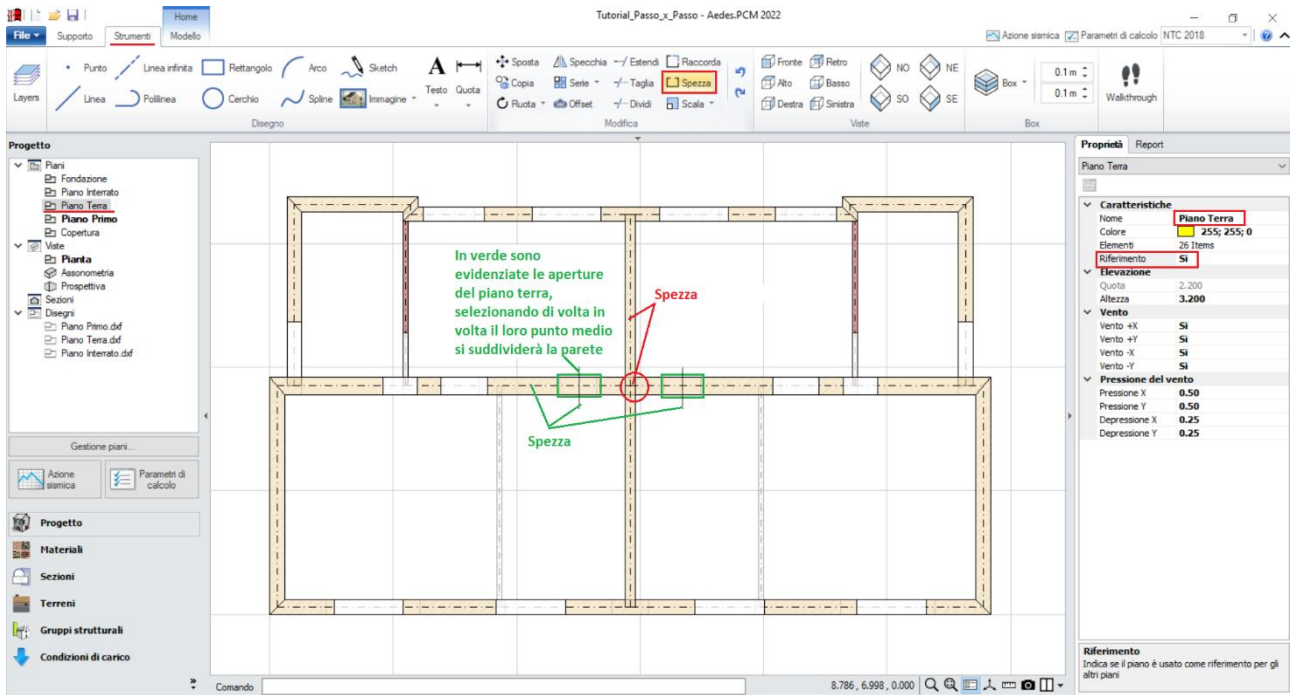 Home
Tutorial_Passo_x_Passo - Aedes.PCM 2022
File Supporto Strumenti Modello
Azione sismica Parametri di calcolo NTC 2018
Layers
Punto Linea infinita Rettangolo Arco Sketch
Linea Polilinea Cerchio Spline Immagine
Testo Quota
Disegno
Sposta Specchia Estendi Raccorda
Copia Serie Taglia Spezza
Ruota Offset Dividi Scala
Modifica
Fronte Retro NO NE
Alto Basso
Destra Sinistra SO SE
Viste
Box 0.1 m
0.1 m
Box
Walkthrough
Progetto
Piani
Fondazione
Piano Interrato
Piano Terra
Piano Primo
Copertura
Viste
Pianta
Assonometria
Prospettiva
Sezioni
Disegni
Piano Primo.dxf
Piano Terra.dxf
Piano Interrato.dxf
Gestione piani...
Azione
sismica
Parametri di
calcolo
Progetto
Materiali
Sezioni
Terreni
Gruppi strutturali
Condizioni di carico
In verde sono
evidenziate le aperture
del piano terra,
selezionando di volta in
volta il loro punto medio
si suddividerà la parete
Spezza
Spezza
Comando
8.786 , 6.998 , 0.000
Proprietà Report
Piano Terra
Caratteristiche
Nome Piano Terra
Colore 255; 255; 0
Elementi 26 Items
Riferimento Sì
Elevazione
Quota 2.200
Altezza 3.200
Vento
Vento +X Sì
Vento +Y Sì
Vento -X Sì
Vento -Y Sì
Pressione del vento
Pressione X 0.50
Pressione Y 0.50
Depressione X 0.25
Depressione Y 0.25
Riferimento
Indica se il piano è usato come riferimento per gli
altri piani